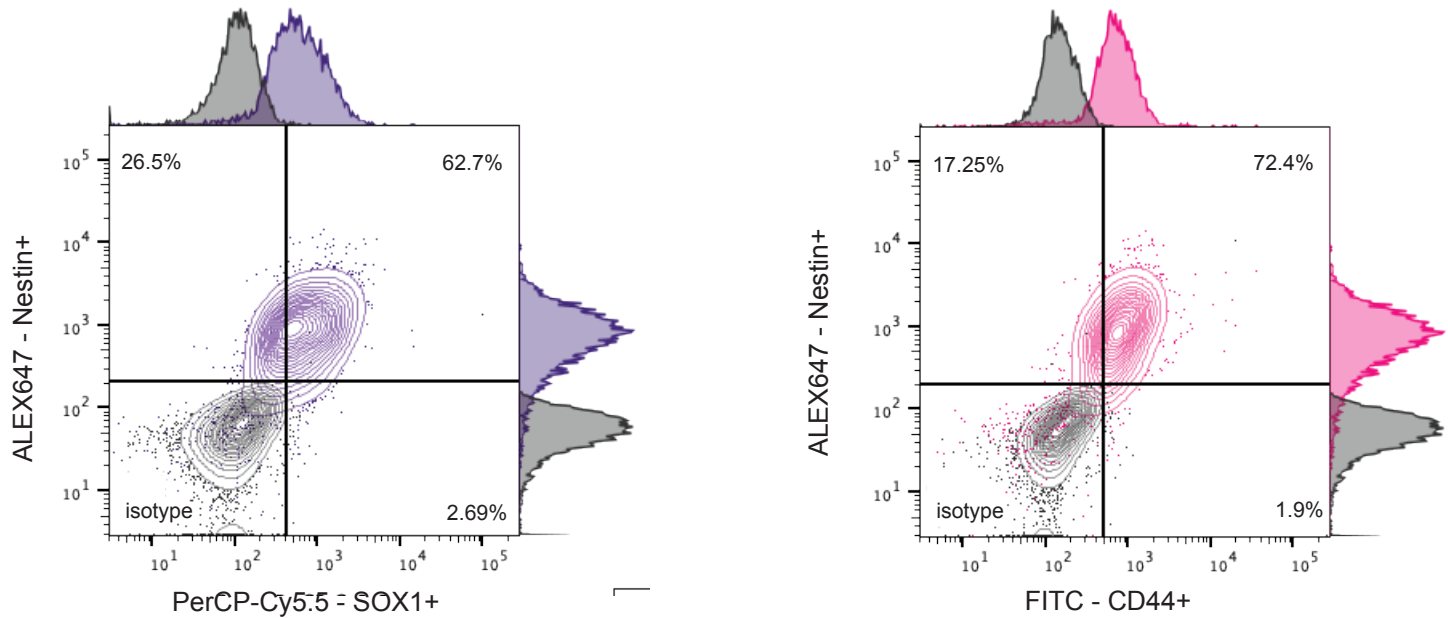 26.5%
62.7%
10^5
10^4
10^3
10^2
10^1
ALEX647 - Nestin+
isotype
2.69%
10^1 10^2 10^3 10^4 10^5
PerCP-Cy5.5 - SOX1+
17.25%
72.4%
10^5
10^4
10^3
10^2
10^1
ALEX647 - Nestin+
isotype
1.9%
10^1 10^2 10^3 10^4 10^5
FITC - CD44+